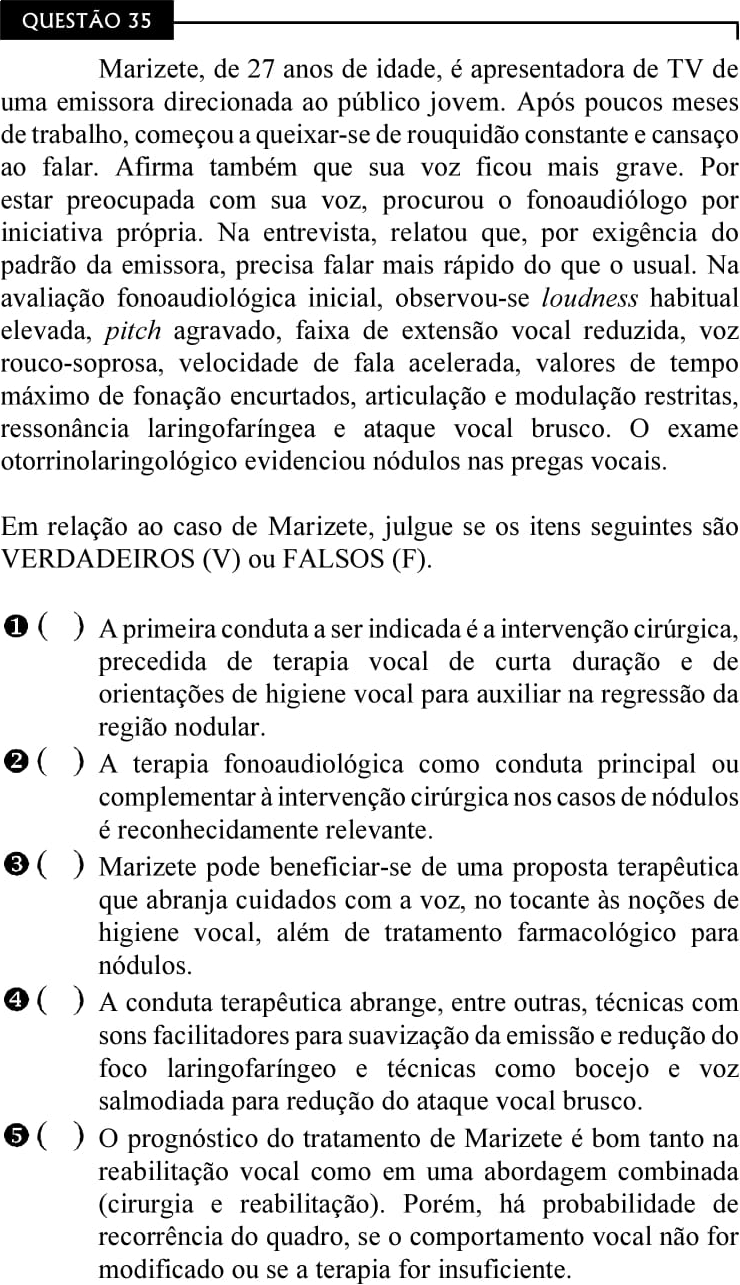 QUESTÃO 35
Marizete, de 27 anos de idade, é apresentadora de TV de
uma emissora direcionada ao público jovem. Após poucos meses
de trabalho, começou a queixar-se de rouquidão constante e cansaço
ao falar. Afirma também que sua voz ficou mais grave. Por
estar preocupada com sua voz, procurou o fonoaudiólogo por
iniciativa própria. Na entrevista, relatou que, por exigência do
padrão da emissora, precisa falar mais rápido do que o usual. Na
avaliação fonoaudiológica inicial, observou-se loudness habitual
elevada, pitch agravado, faixa de extensão vocal reduzida, voz
rouco-soprosa, velocidade de fala acelerada, valores de tempo
máximo de fonação encurtados, articulação e modulação restritas,
ressonância laringofaríngea e ataque vocal brusco. O exame
otorrinolaringológico evidenciou nódulos nas pregas vocais.
Em relação ao caso de Marizete, julgue se os itens seguintes são
VERDADEIROS (V) ou FALSOS (F).
❶ ( ) A primeira conduta a ser indicada é a intervenção cirúrgica,
precedida de terapia vocal de curta duração e de
orientações de higiene vocal para auxiliar na regressão da
região nodular.
❷ ( ) A terapia fonoaudiológica como conduta principal ou
complementar à intervenção cirúrgica nos casos de nódulos
é reconhecidamente relevante.
❸ ( ) Marizete pode beneficiar-se de uma proposta terapêutica
que abranja cuidados com a voz, no tocante às noções de
higiene vocal, além de tratamento farmacológico para
nódulos.
❹ ( ) A conduta terapêutica abrange, entre outras, técnicas com
sons facilitadores para suavização da emissão e redução do
foco laringofaríngeo e técnicas como bocejo e voz
salmodiada para redução do ataque vocal brusco.
❺ ( ) O prognóstico do tratamento de Marizete é bom tanto na
reabilitação vocal como em uma abordagem combinada
(cirurgia e reabilitação). Porém, há probabilidade de
recorrência do quadro, se o comportamento vocal não for
modificado ou se a terapia for insuficiente.